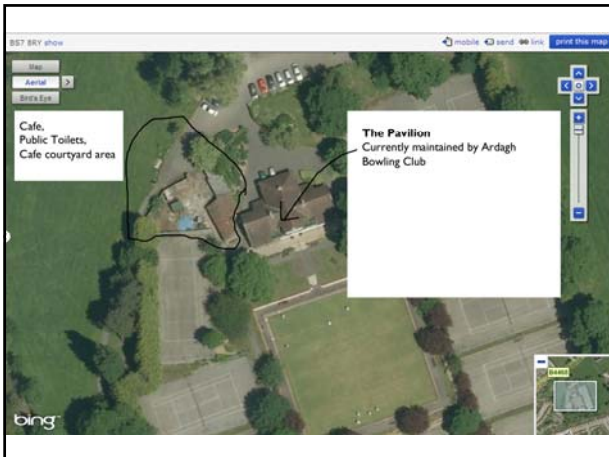 BS7 8RY show
mobile send link print this map
Map
Aerial
Bird's Eye
Cafe,
Public Toilets,
Cafe courtyard area
The Pavilion
Currently maintained by Ardagh
Bowling Club
B4469
bing